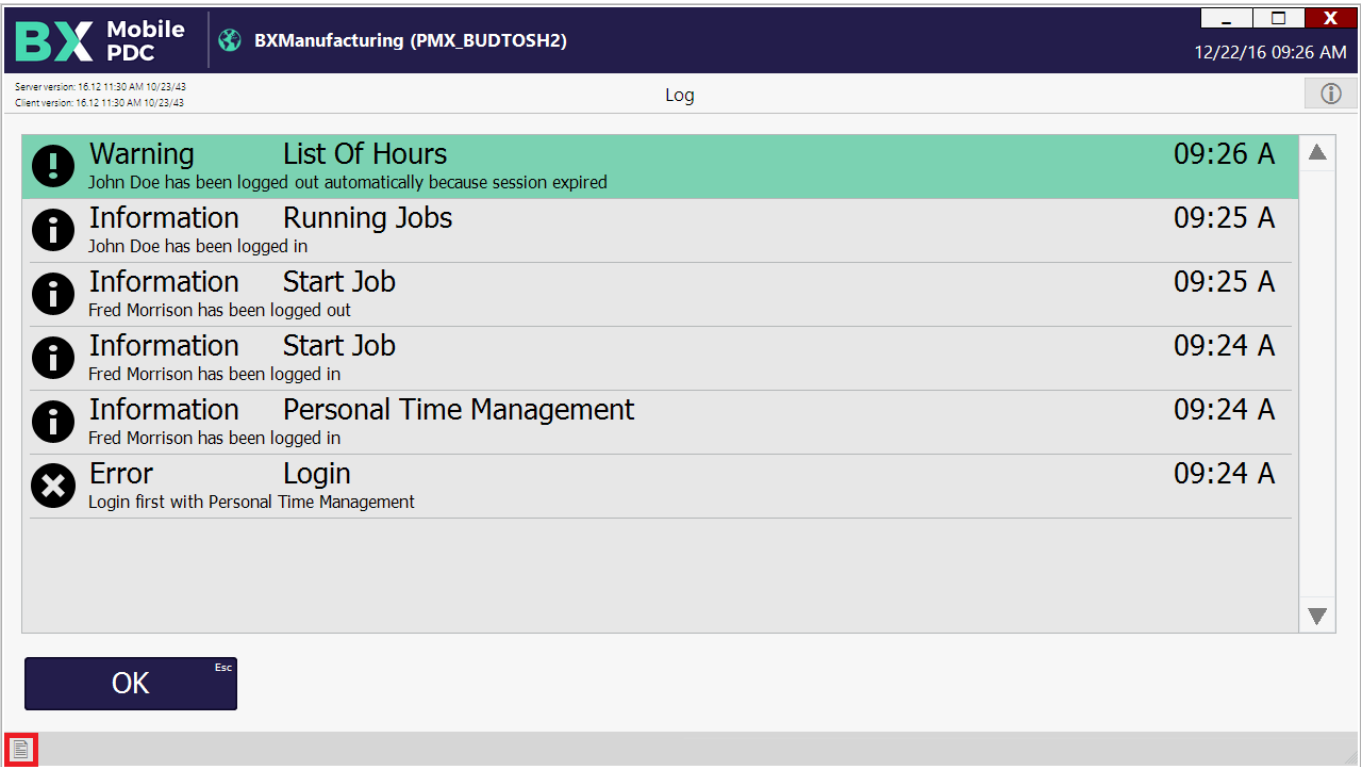 BX Mobile PDC
BXManufacturing (PMX_BUDTOSH2)
X
12/22/16 09:26 AM
Server version: 16.12 11:30 AM 10/23/43
Client version: 16.12 11:30 AM 10/23/43
Log
Warning List Of Hours 09:26 A
John Doe has been logged out automatically because session expired
Information Running Jobs 09:25 A
John Doe has been logged in
Information Start Job 09:25 A
Fred Morrison has been logged out
Information Start Job 09:24 A
Fred Morrison has been logged in
Information Personal Time Management 09:24 A
Fred Morrison has been logged in
Error Login 09:24 A
Login first with Personal Time Management
OK Esc